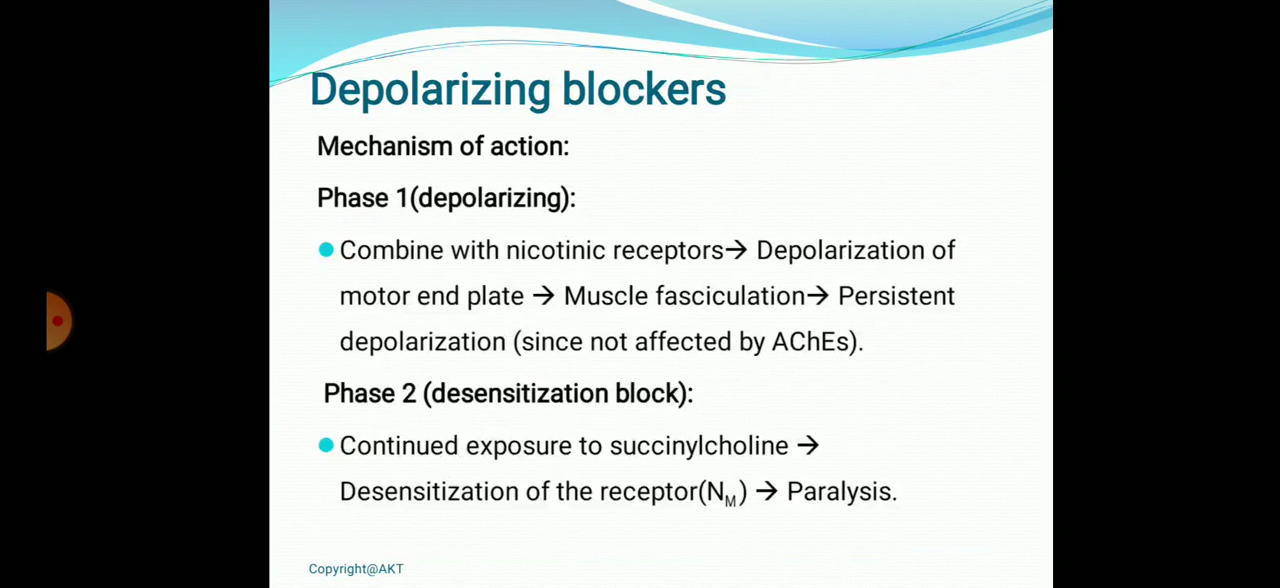 Depolarizing blockers
Mechanism of action:
Phase 1(depolarizing):
Combine with nicotinic receptors→ Depolarization of
motor end plate → Muscle fasciculation→ Persistent
depolarization (since not affected by AChEs).
Phase 2 (desensitization block):
Continued exposure to succinylcholine →
Desensitization of the receptor(NM) → Paralysis.
Copyright@AKT